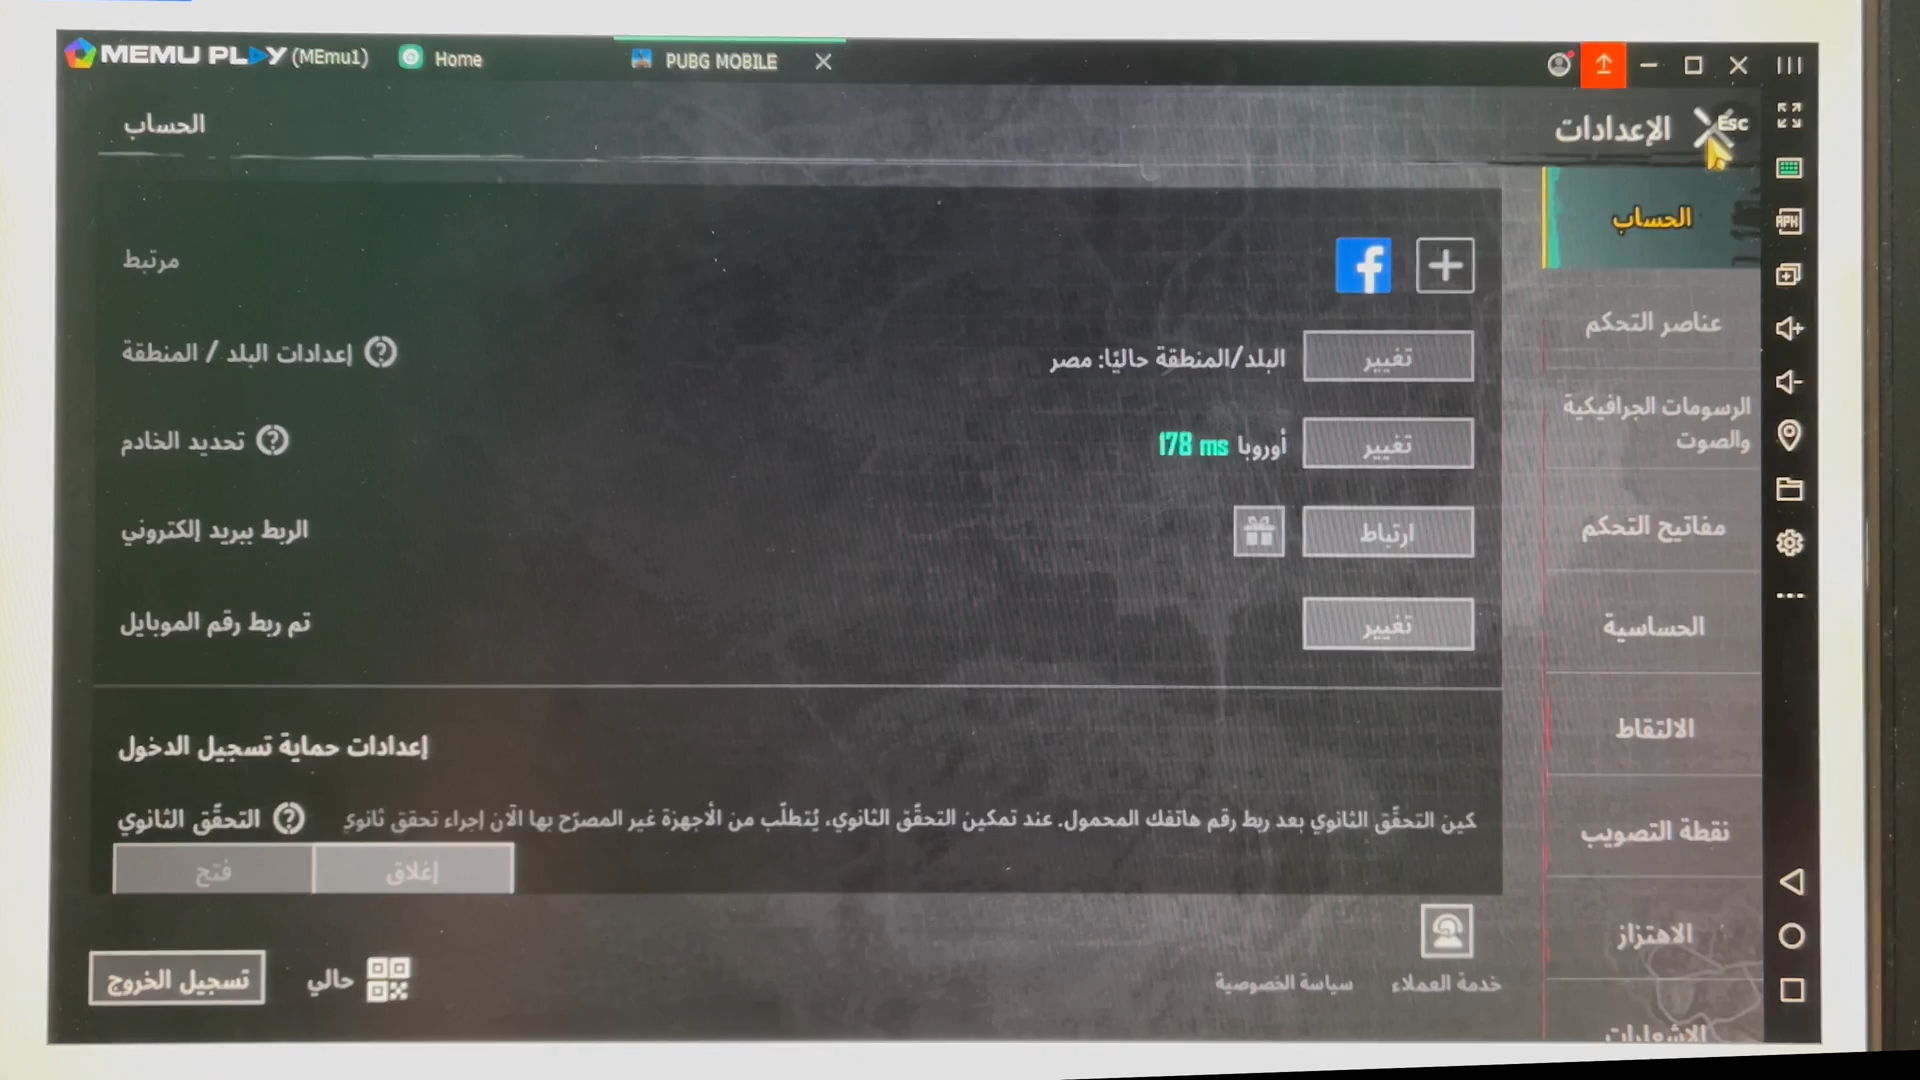 MEMU PLAY (MEmu1) Home PUBG MOBILE
الإعدادات Esc
الحساب
الحساب
عناصر التحكم
الرسومات الجرافيكية
والصوت
مفاتيح التحكم
الحساسية
الالتقاط
نقطة التصويب
الاهتزاز
الإشعارات
مرتبط
إعدادات البلد / المنطقة
البلد/المنطقة حاليًا: مصر
تغيير
تحديد الخادم
أوروبا 178 ms
تغيير
الربط ببريد إلكتروني
ارتباط
تم ربط رقم الموبايل
تغيير
إعدادات حماية تسجيل الدخول
التحقّق الثانوي
كين التحقّق الثانوي بعد ربط رقم هاتفك المحمول. عند تمكين التحقّق الثانوي، يُتطلّب من الأجهزة غير المصرّح بها الآن إجراء تحقق ثانوي
فتح
إغلاق
تسجيل الخروج
حالي
سياسة الخصوصية
خدمة العملاء
APK